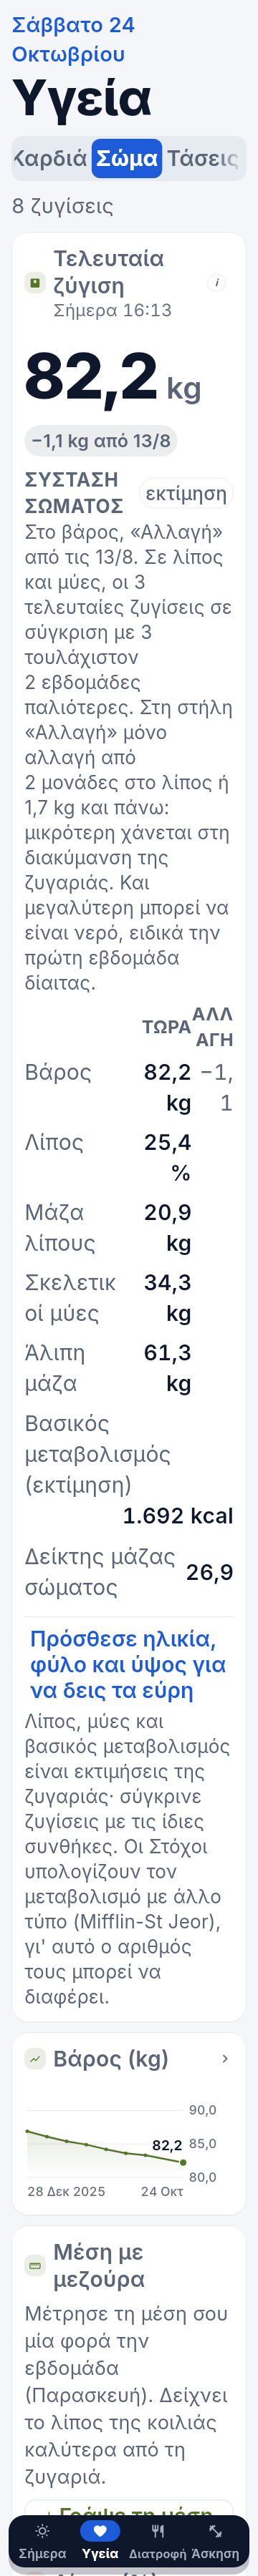 Σάββατο 24
Οκτωβρίου
Υγεία
Καρδιά Σώμα Τάσεις
8 ζυγίσεις
Τελευταία
ζύγιση
i
Σήμερα 16:13
82,2 kg
−1,1 kg από 13/8
ΣΥΣΤΑΣΗ
ΣΩΜΑΤΟΣ
εκτίμηση
Στο βάρος, «Αλλαγή»
από τις 13/8. Σε λίπος
και μύες, οι 3
τελευταίες ζυγίσεις σε
σύγκριση με 3
τουλάχιστον
2 εβδομάδες
παλιότερες. Στη στήλη
«Αλλαγή» μόνο
αλλαγή από
2 μονάδες στο λίπος ή
1,7 kg και πάνω:
μικρότερη χάνεται στη
διακύμανση της
ζυγαριάς. Και
μεγαλύτερη μπορεί να
είναι νερό, ειδικά την
πρώτη εβδομάδα
δίαιτας.
ΤΩΡΑ ΑΛΛ
ΑΓΗ
Βάρος 82,2 −1,
kg 1
Λίπος 25,4
%
Μάζα 20,9
λίπους kg
Σκελετικ 34,3
οί μύες kg
Άλιπη 61,3
μάζα kg
Βασικός
μεταβολισμός
(εκτίμηση)
1.692 kcal
Δείκτης μάζας
σώματος 26,9
Πρόσθεσε ηλικία,
φύλο και ύψος για
να δεις τα εύρη
Λίπος, μύες και
βασικός μεταβολισμός
είναι εκτιμήσεις της
ζυγαριάς· σύγκρινε
ζυγίσεις με τις ίδιες
συνθήκες. Οι Στόχοι
υπολογίζουν τον
μεταβολισμό με άλλο
τύπο (Mifflin-St Jeor),
γι' αυτό ο αριθμός
τους μπορεί να
διαφέρει.
Βάρος (kg)
90,0
82,2 85,0
80,0
28 Δεκ 2025 24 Οκτ
Μέση με
μεζούρα
Μέτρησε τη μέση σου
μία φορά την
εβδομάδα
(Παρασκευή). Δείχνει
το λίπος της κοιλιάς
καλύτερα από τη
ζυγαριά.
Σήμερα Υγεία Διατροφή Άσκηση